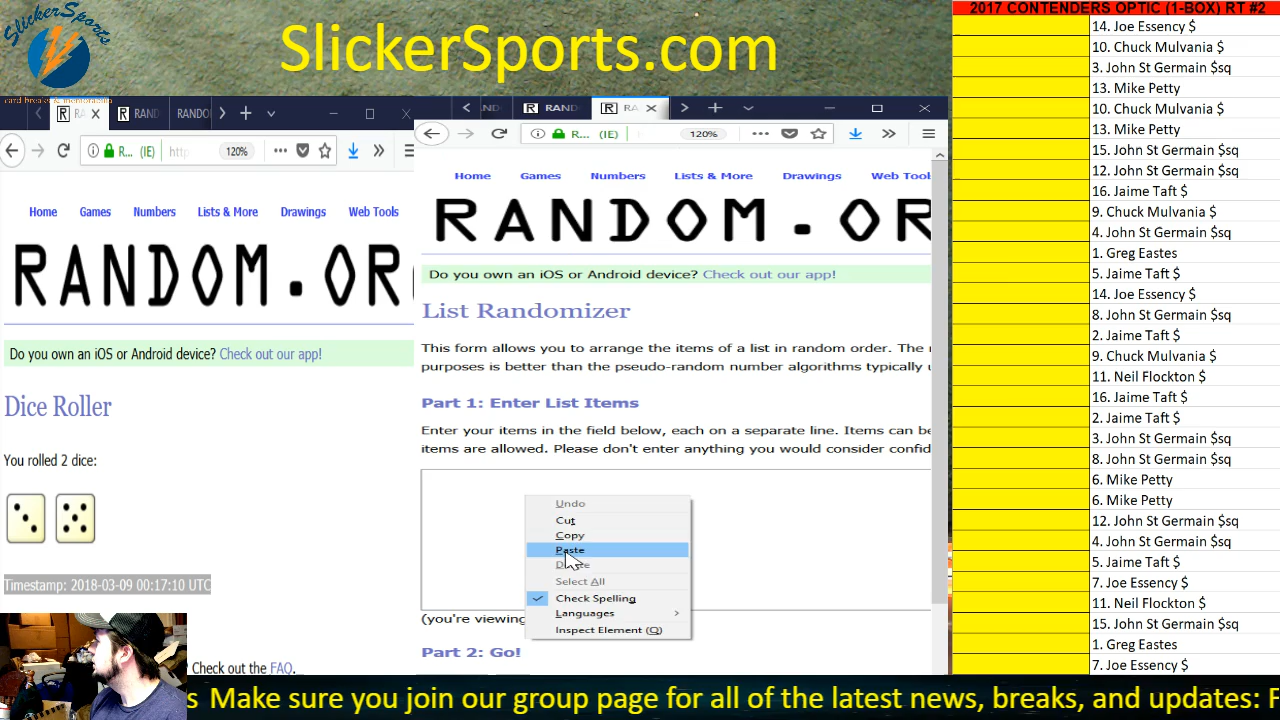 SlickerSports
card breaks & memorabilia
SlickerSports.com
RAND
RANDO
120%
R...
(IE)
http
120%
Home Games Numbers Lists & More Drawings Web Tools
RANDOM.OR
Do you own an iOS or Android device? Check out our app!
Dice Roller
You rolled 2 dice:
Timestamp: 2018-03-09 00:17:10 UTC
Check out the FAQ.
RAND
RA
R...
(IE)
120%
Home Games Numbers Lists & More Drawings Web Tool
RANDOM.OR
Do you own an iOS or Android device? Check out our app!
List Randomizer
This form allows you to arrange the items of a list in random order. The
purposes is better than the pseudo-random number algorithms typically
Part 1: Enter List Items
Enter your items in the field below, each on a separate line. Items can be
items are allowed. Please don't enter anything you would consider confid
Undo
Cut
Copy
Paste
Select All
Check Spelling
Languages
Inspect Element (Q)
(you're viewing
Part 2: Go!
2017 CONTENDERS OPTIC (1-BOX) RT #2
14. Joe Essency $
10. Chuck Mulvania $
3. John St Germain $sq
13. Mike Petty
10. Chuck Mulvania $
13. Mike Petty
15. John St Germain $sq
12. John St Germain $sq
16. Jaime Taft $
9. Chuck Mulvania $
4. John St Germain $sq
1. Greg Eastes
5. Jaime Taft $
14. Joe Essency $
8. John St Germain $sq
2. Jaime Taft $
9. Chuck Mulvania $
11. Neil Flockton $
16. Jaime Taft $
2. Jaime Taft $
3. John St Germain $sq
8. John St Germain $sq
6. Mike Petty
6. Mike Petty
12. John St Germain $sq
4. John St Germain $sq
5. Jaime Taft $
7. Joe Essency $
11. Neil Flockton $
15. John St Germain $sq
1. Greg Eastes
7. Joe Essency $
s Make sure you join our group page for all of the latest news, breaks, and updates: F